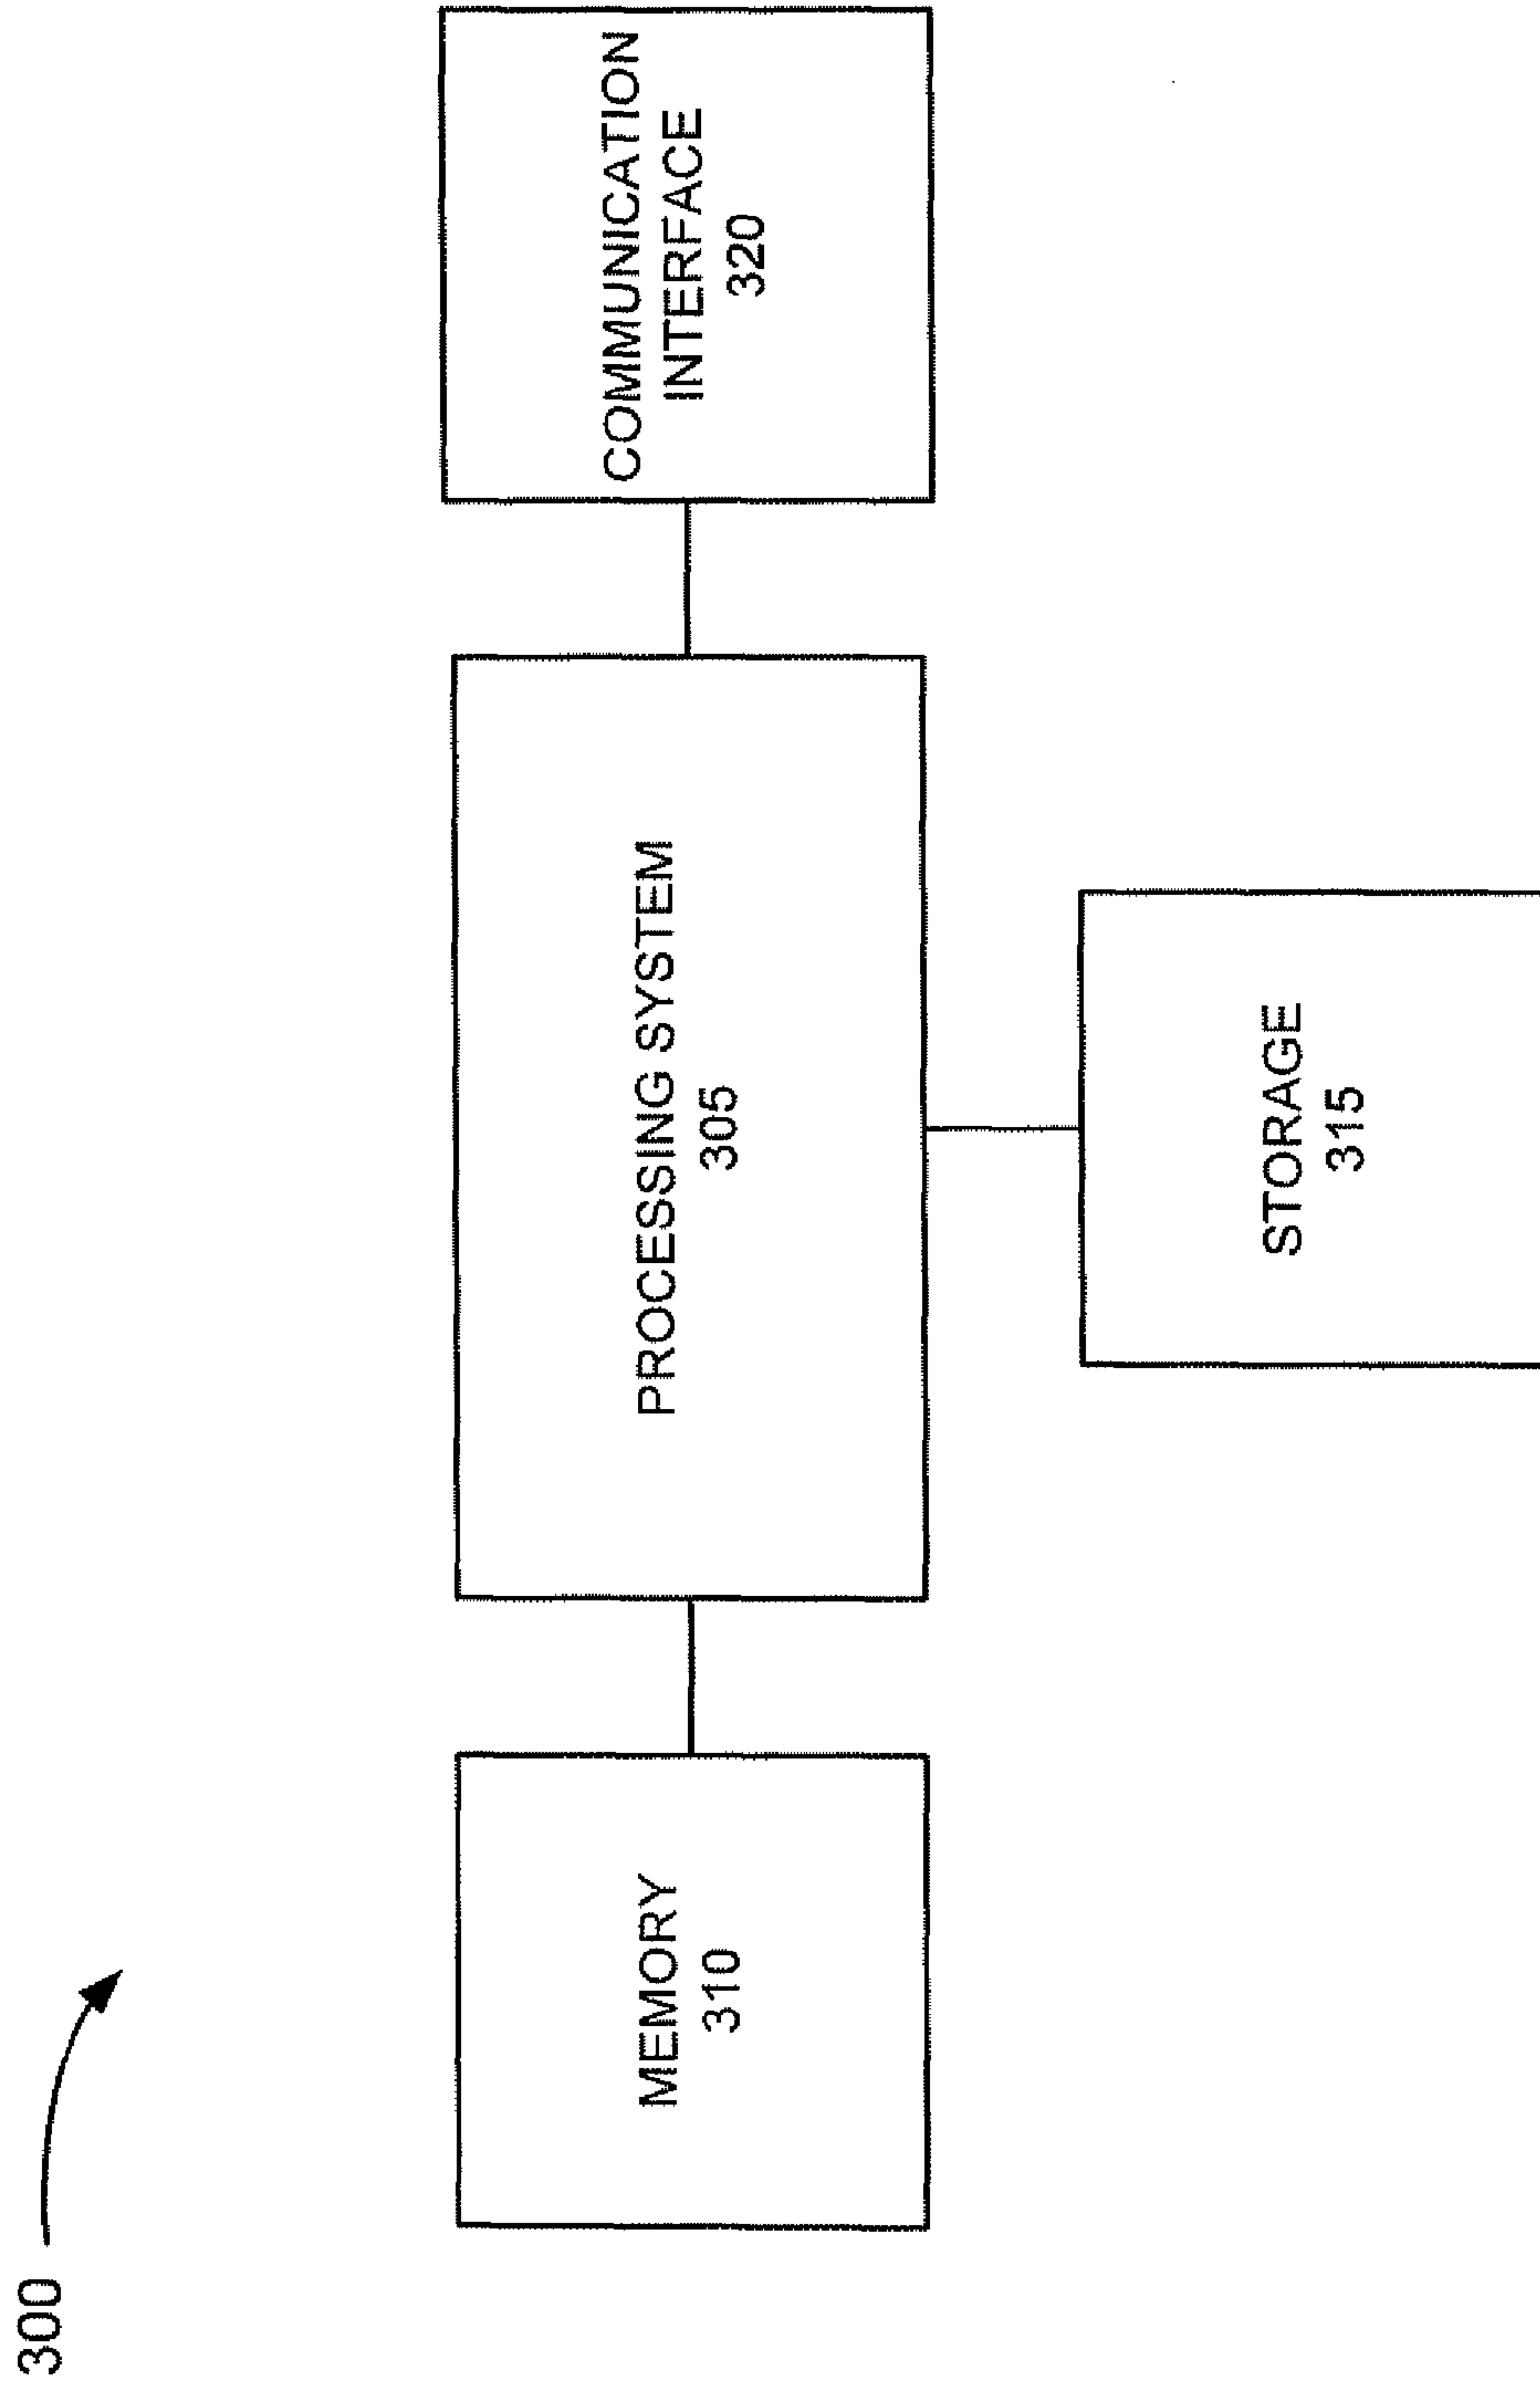 300
MEMORY
310
PROCESSING SYSTEM
305
COMMUNICATION
INTERFACE
320
STORAGE
315